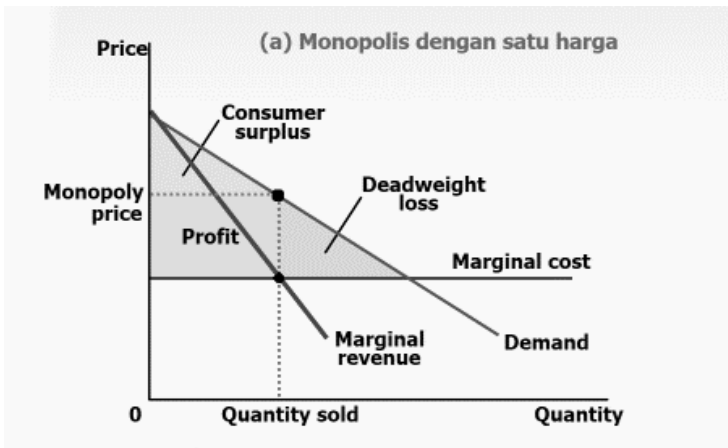 Price
(a) Monopolis dengan satu harga
Consumer
surplus
Monopoly
price
Deadweight
loss
Profit
Marginal cost
Marginal
revenue
Demand
0
Quantity sold
Quantity